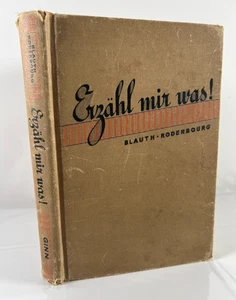 Erzähl mir was!
BLAUTH-RODENBOURG
Erzähl mir was!
GINN